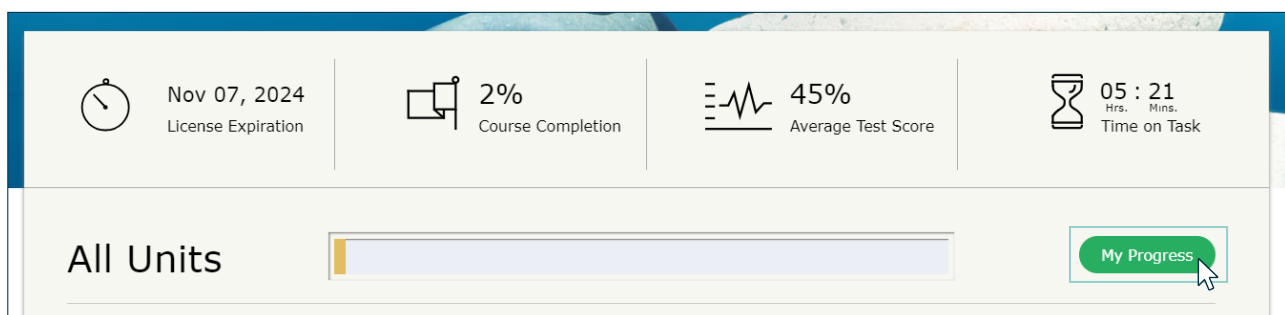 Nov 07, 2024
License Expiration
2%
Course Completion
45%
Average Test Score
05 : 21
Hrs. Mins.
Time on Task
All Units
My Progress